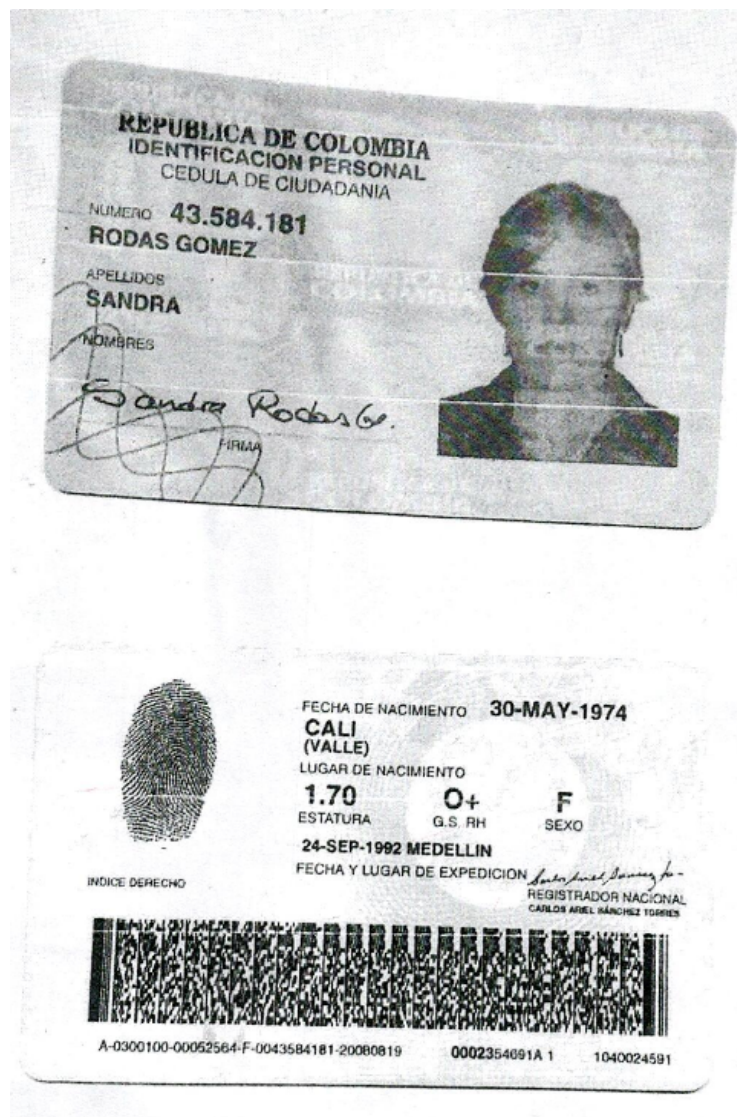 REPUBLICA DE COLOMBIA
IDENTIFICACION PERSONAL
CEDULA DE CIUDADANIA
NUMERO 43.584.181
RODAS GOMEZ
APELLIDOS
SANDRA
NOMBRES
Sandra Rodas G.
FIRMA
FECHA DE NACIMIENTO 30-MAY-1974
CALI
(VALLE)
LUGAR DE NACIMIENTO
1.70 O+ F
ESTATURA G.S. RH SEXO
24-SEP-1992 MEDELLIN
FECHA Y LUGAR DE EXPEDICION
REGISTRADOR NACIONAL
CARLOS ARIEL SÁNCHEZ TORRES
INDICE DERECHO
A-0300100-00052564-F-0043584181-20080819 0002354691A 1 1040024591